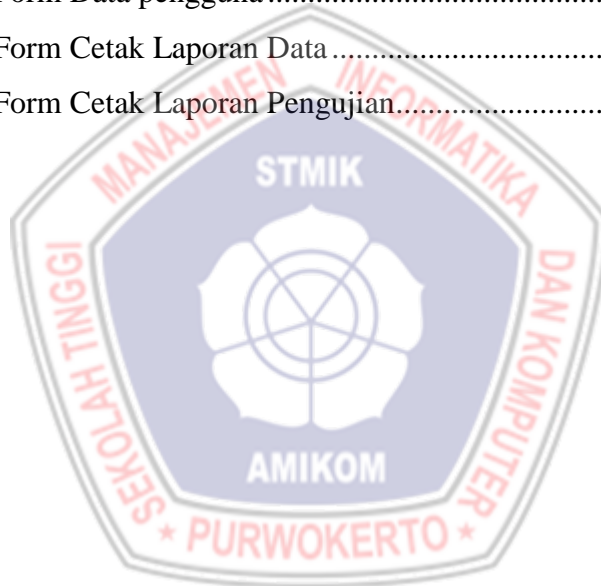 Form Data pengguna..............................................
Form Cetak Laporan Data......................................
Form Cetak Laporan Pengujian.............................
SEKOLAH TINGGI MANAJEMEN INFORMATIKA DAN KOMPUTER
STMIK
AMIKOM
* PURWOKERTO *